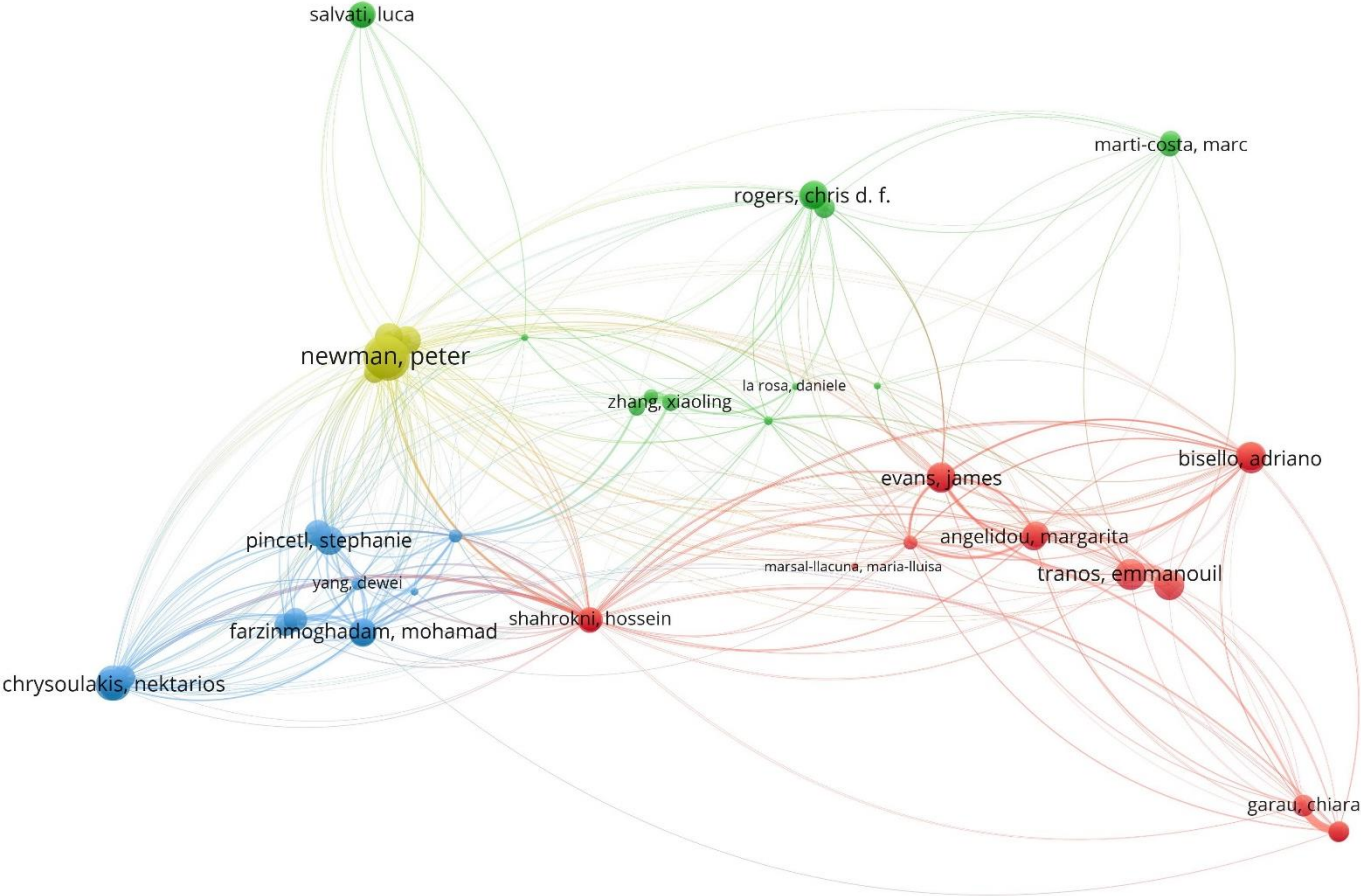 salvati, luca
marti-costa, marc
rogers, chris d. f.
newman, peter
la rosa, daniele
zhang, xiaoling
bisello, adriano
evans, james
angelidou, margarita
pincetl, stephanie
marsal-llacuna, maria-lluisa
tranos, emmanouil
yang, dewei
shahrokni, hossein
farzinmoghadam, mohamad
chrysoulakis, nektarios
garau, chiara